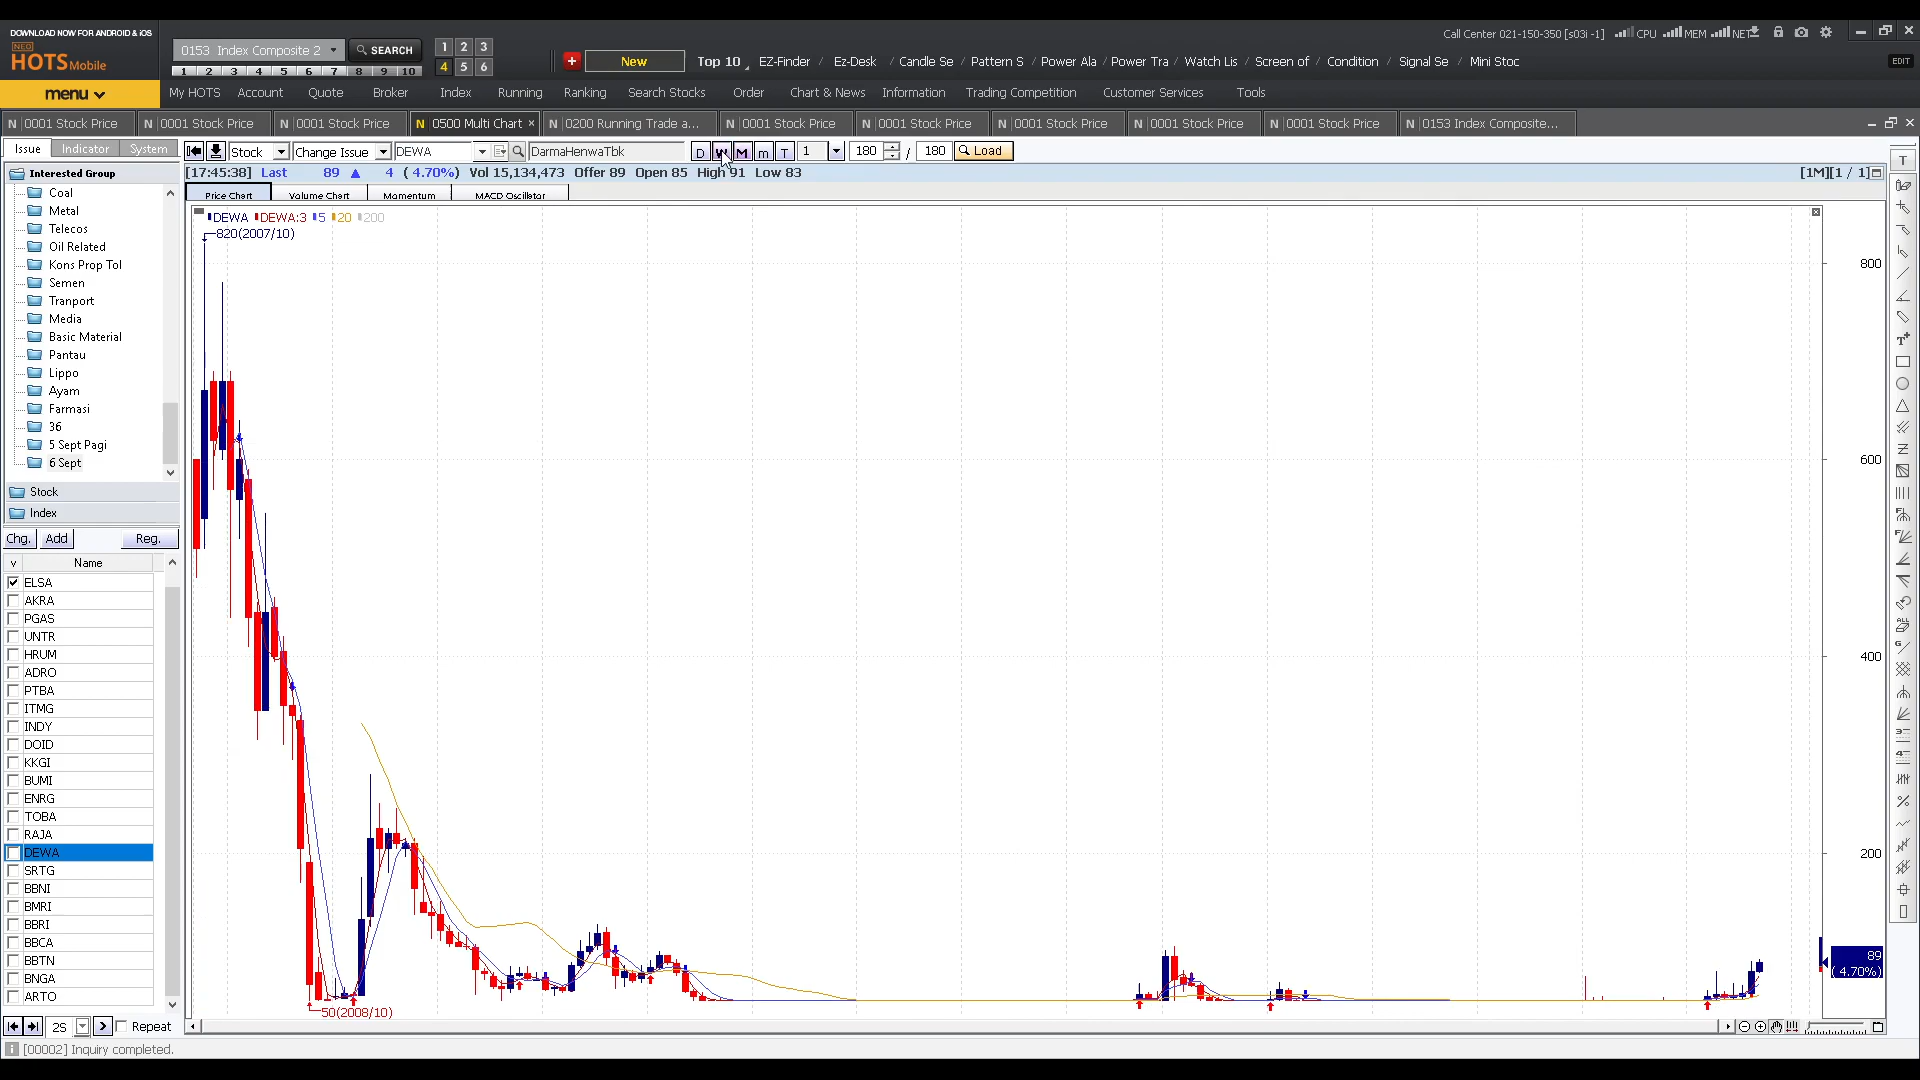 DOWNLOAD NOW FOR ANDROID & iOS
NEO
HOTS Mobile
0153 Index Composite 2
SEARCH
1 2 3 4 5 6 7 8 9 10
1 2 3
4 5 6
New
Top 10 EZ-Finder / Ez-Desk / Candle Se / Pattern S / Power Ala / Power Tra / Watch Lis / Screen of / Condition / Signal Se / Mini Stoc
Call Center 021-150-350 [s03i -1] CPU MEM NET
EDIT
menu
My HOTS Account Quote Broker Index Running Ranking Search Stocks Order Chart & News Information Trading Competition Customer Services Tools
N 0001 Stock Price N 0001 Stock Price N 0001 Stock Price N 0500 Multi Chart × N 0200 Running Trade a... N 0001 Stock Price N 0001 Stock Price N 0001 Stock Price N 0001 Stock Price N 0001 Stock Price N 0153 Index Composite...
Issue Indicator System
Stock Change Issue DEWA DarmaHenwaTbk D W M m T 1 180 / 180 Load
[17:45:38] Last 89 ▲ 4 ( 4.70%) Vol 15,134,473 Offer 89 Open 85 High 91 Low 83
[1M][1 / 1]
Price Chart Volume Chart Momentum MACD Oscillator
DEWA DEWA:3 5 20 200
820(2007/10)
50(2008/10)
800
600
400
200
89
( 4.70%)
Interested Group
Coal
Metal
Telecos
Oil Related
Kons Prop Tol
Semen
Tranport
Media
Basic Material
Pantau
Lippo
Ayam
Farmasi
36
5 Sept Pagi
6 Sept
Stock
Index
Chg. Add Reg.
v Name
ELSA
AKRA
PGAS
UNTR
HRUM
ADRO
PTBA
ITMG
INDY
DOID
KKGI
BUMI
ENRG
TOBA
RAJA
DEWA
SRTG
BBNI
BMRI
BBRI
BBCA
BBTN
BNGA
ARTO
2S Repeat
[00002] Inquiry completed.